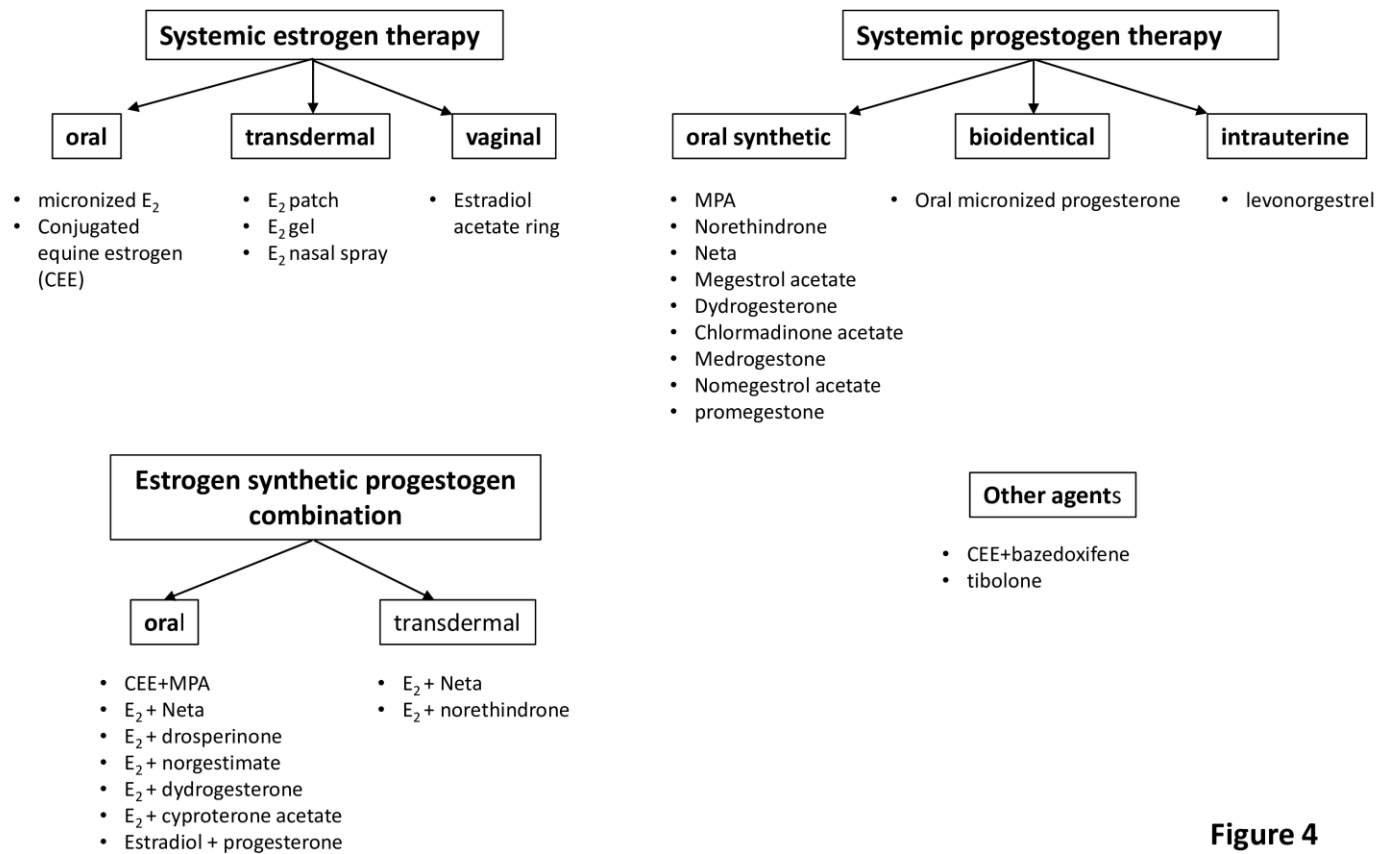 Systemic estrogen therapy
oral
• micronized E₂
• Conjugated
equine estrogen
(CEE)
transdermal
• E₂ patch
• E₂ gel
• E₂ nasal spray
vaginal
• Estradiol
acetate ring
Systemic progestogen therapy
oral synthetic
• MPA
• Norethindrone
• Neta
• Megestrol acetate
• Dydrogesterone
• Chlormadinone acetate
• Medrogestone
• Nomegestrol acetate
• promegestone
bioidentical
• Oral micronized progesterone
intrauterine
• levonorgestrel
Estrogen synthetic progestogen
combination
oral
• CEE+MPA
• E₂ + Neta
• E₂ + drosperinone
• E₂ + norgestimate
• E₂ + dydrogesterone
• E₂ + cyproterone acetate
• Estradiol + progesterone
transdermal
• E₂ + Neta
• E₂ + norethindrone
Other agents
• CEE+bazedoxifene
• tibolone
Figure 4